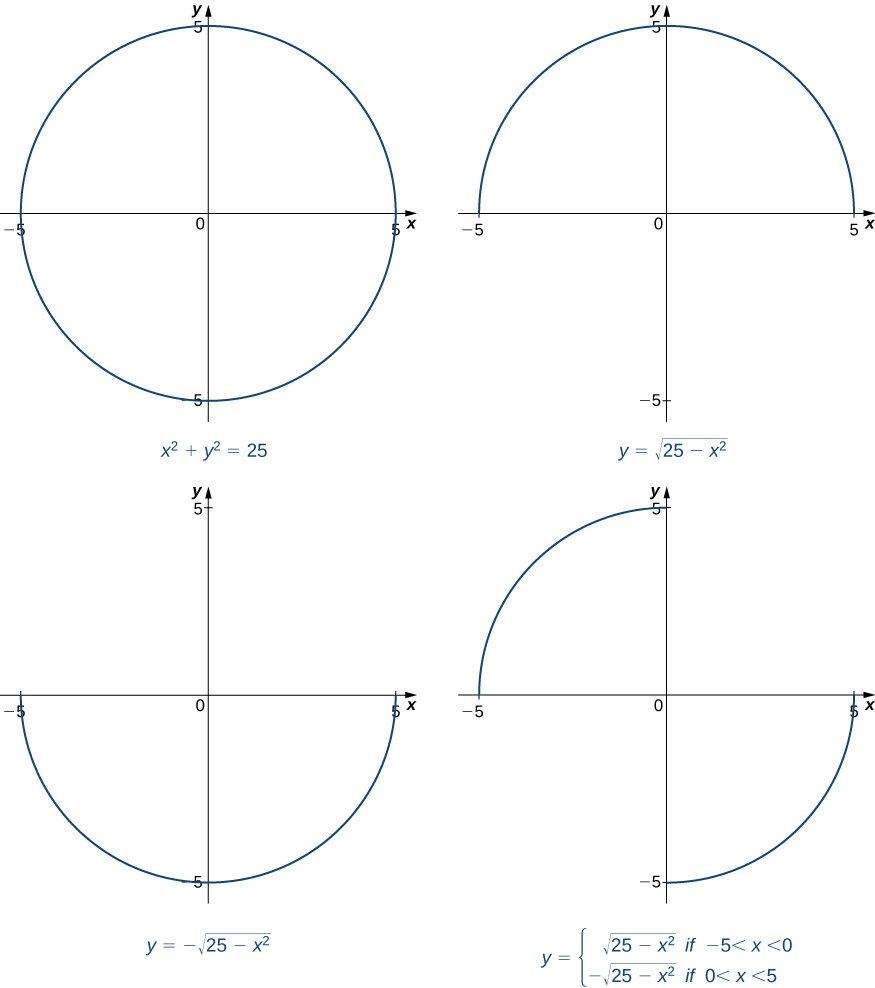 y
5
−5
0
5
x
−5
x² + y² = 25
y
5
−5
0
5
x
−5
y = √(25 − x²)
y
5
−5
0
5
x
−5
y = −√(25 − x²)
y
5
−5
0
5
x
−5
y = { √(25 − x²) if −5< x <0
−√(25 − x²) if 0< x <5